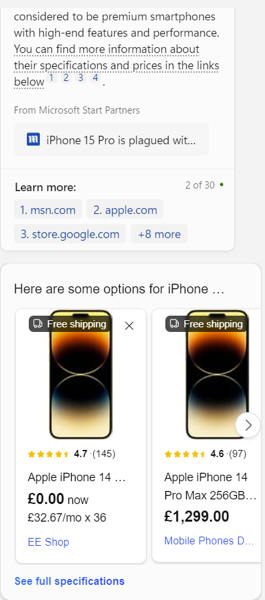 considered to be premium smartphones
with high-end features and performance.
You can find more information about
their specifications and prices in the links
below 1 2 3 4 .
From Microsoft Start Partners
iPhone 15 Pro is plagued wit...
Learn more:
2 of 30
1. msn.com
2. apple.com
3. store.google.com
+8 more
Here are some options for iPhone ...
Free shipping
4.7 (145)
Apple iPhone 14 ...
£0.00 now
£32.67/mo x 36
EE Shop
Free shipping
4.6 (97)
Apple iPhone 14
Pro Max 256GB...
£1,299.00
Mobile Phones D...
See full specifications